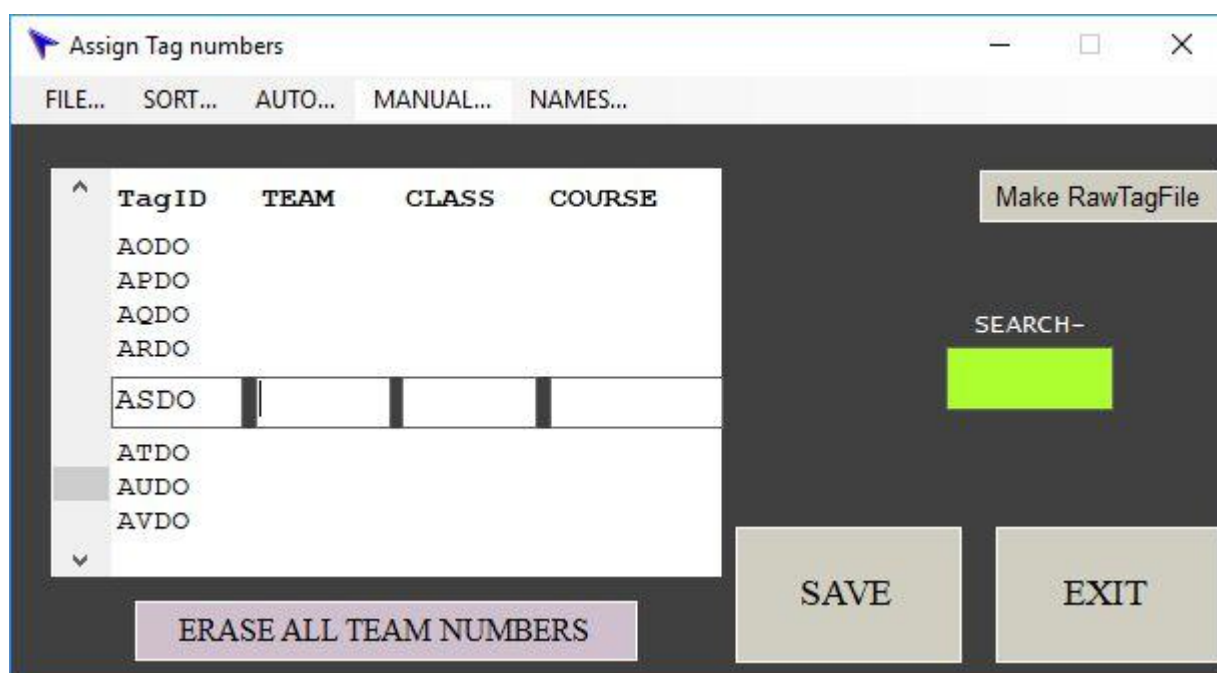 Assign Tag numbers
FILE... SORT... AUTO... MANUAL... NAMES...
TagID TEAM CLASS COURSE
Make RawTagFile
AODO
APDO
AQDO
ARDO
SEARCH-
ASDO
ATDO
AUDO
AVDO
SAVE EXIT
ERASE ALL TEAM NUMBERS